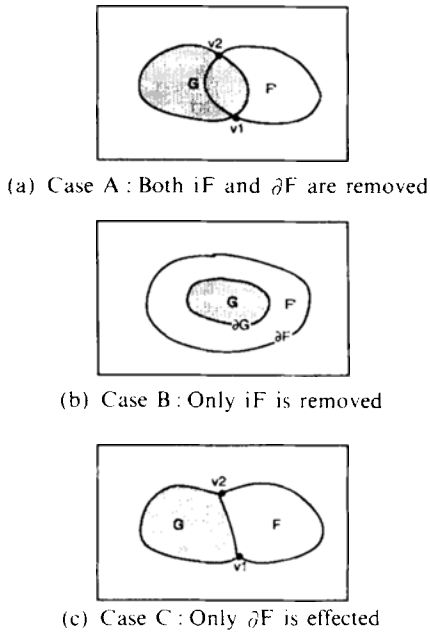 v2
G
F
v1
(a) Case A : Both iF and ∂F are removed
G
F
∂G
∂F
(b) Case B : Only iF is removed
v2
G
F
v1
(c) Case C : Only ∂F is effected